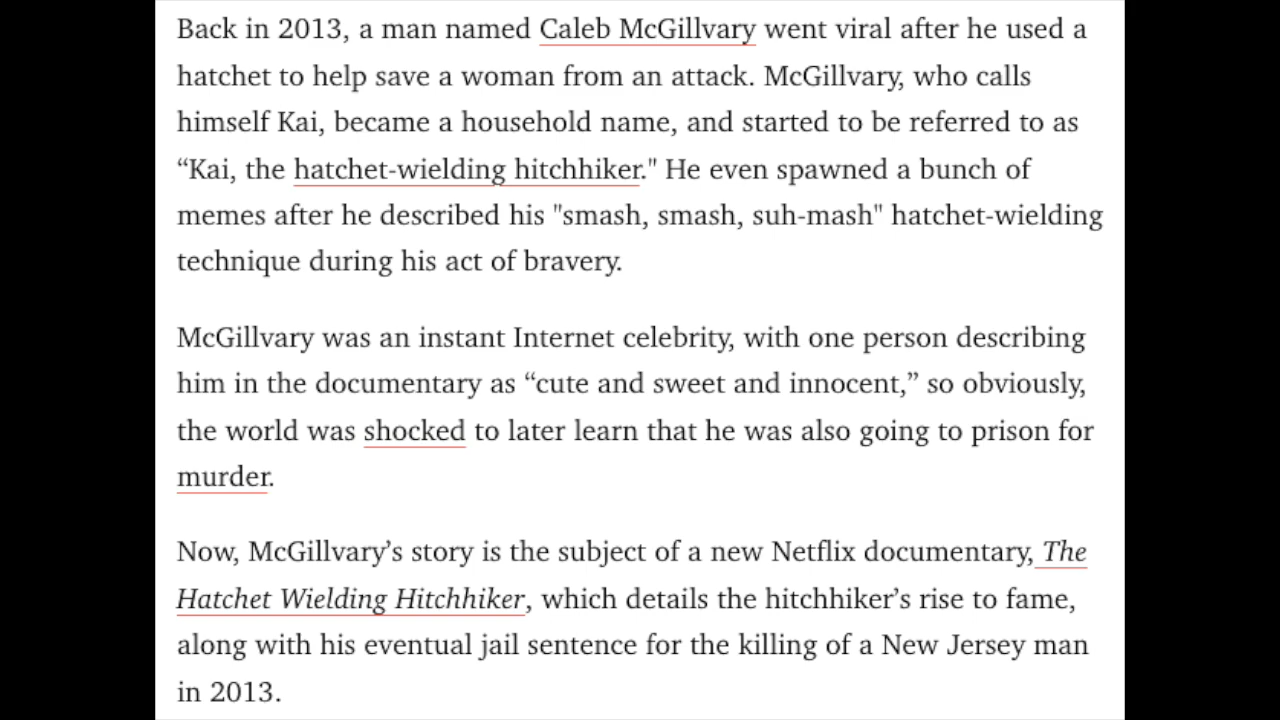 Back in 2013, a man named Caleb McGillvary went viral after he used a
hatchet to help save a woman from an attack. McGillvary, who calls
himself Kai, became a household name, and started to be referred to as
“Kai, the hatchet-wielding hitchhiker." He even spawned a bunch of
memes after he described his "smash, smash, suh-mash" hatchet-wielding
technique during his act of bravery.
McGillvary was an instant Internet celebrity, with one person describing
him in the documentary as “cute and sweet and innocent,” so obviously,
the world was shocked to later learn that he was also going to prison for
murder.
Now, McGillvary’s story is the subject of a new Netflix documentary, The
Hatchet Wielding Hitchhiker, which details the hitchhiker’s rise to fame,
along with his eventual jail sentence for the killing of a New Jersey man
in 2013.